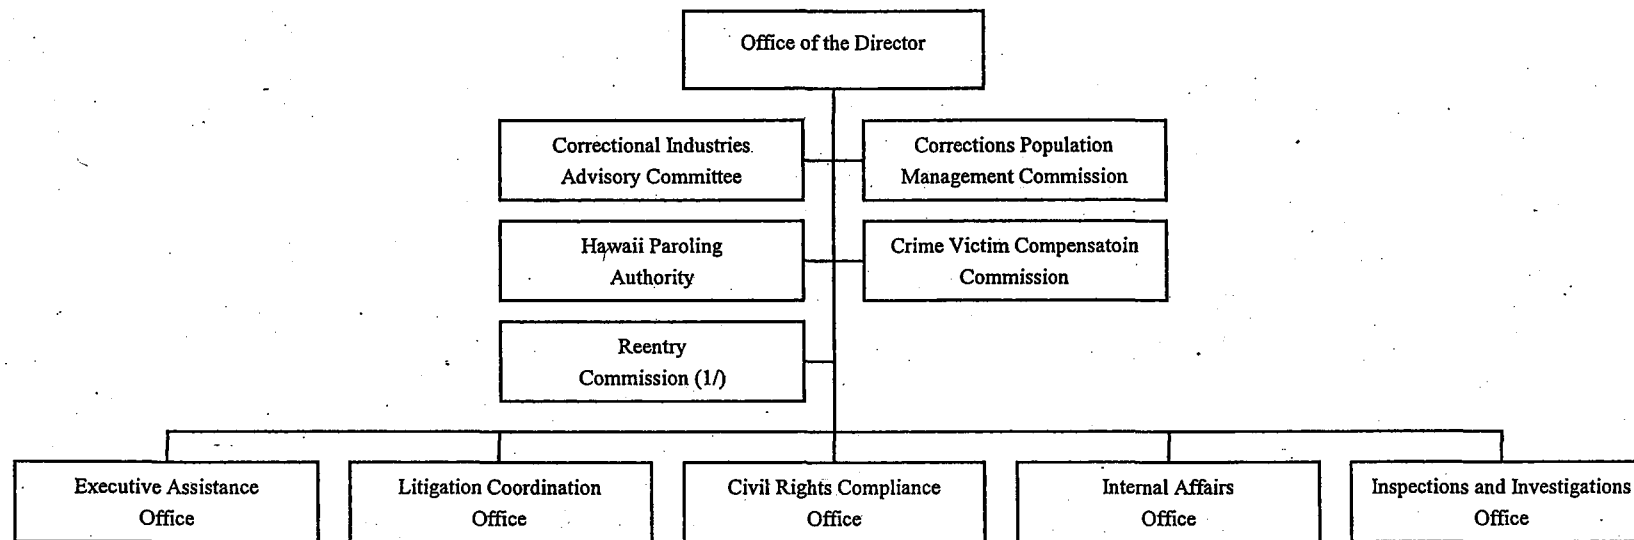 Office of the Director
Correctional Industries
Advisory Committee
Corrections Population
Management Commission
Hawaii Paroling
Authority
Crime Victim Compensatoin
Commission
Reentry
Commission (1/)
Executive Assistance
Office
Litigation Coordination
Office
Civil Rights Compliance
Office
Internal Affairs
Office
Inspections and Investigations
Office